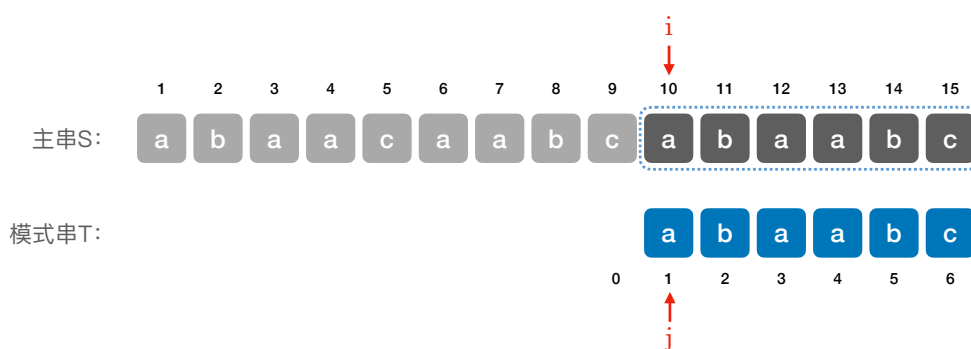 i
1 2 3 4 5 6 7 8 9 10 11 12 13 14 15
主串S: a b a a c a a b c a b a a b c
模式串T: a b a a b c
0 1 2 3 4 5 6
j